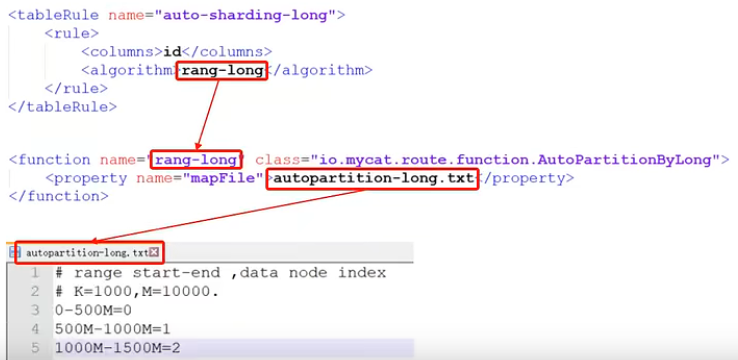 <tableRule name="auto-sharding-long">
<rule>
<columns>id</columns>
<algorithm>rang-long</algorithm>
</rule>
</tableRule>
<function name="rang-long" class="io.mycat.route.function.AutoPartitionByLong">
<property name="mapFile">autopartition-long.txt</property>
</function>
autopartition-long.txt
1 # range start-end ,data node index
2 # K=1000,M=10000.
3 0-500M=0
4 500M-1000M=1
5 1000M-1500M=2